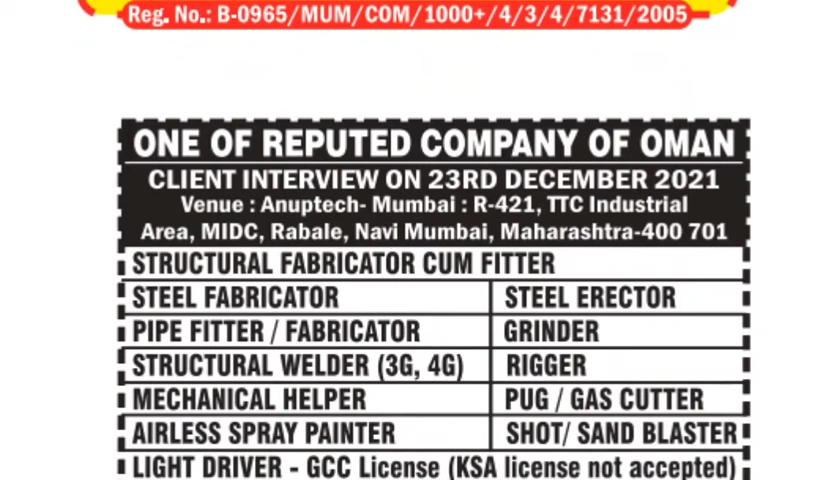 Reg. No.: B-0965/MUM/COM/1000+/4/3/4/7131/2005
ONE OF REPUTED COMPANY OF OMAN
CLIENT INTERVIEW ON 23RD DECEMBER 2021
Venue : Anuptech- Mumbai : R-421, TTC Industrial
Area, MIDC, Rabale, Navi Mumbai, Maharashtra-400 701
STRUCTURAL FABRICATOR CUM FITTER
STEEL FABRICATOR STEEL ERECTOR
PIPE FITTER / FABRICATOR GRINDER
STRUCTURAL WELDER (3G, 4G) RIGGER
MECHANICAL HELPER PUG / GAS CUTTER
AIRLESS SPRAY PAINTER SHOT/ SAND BLASTER
LIGHT DRIVER - GCC License (KSA license not accepted)